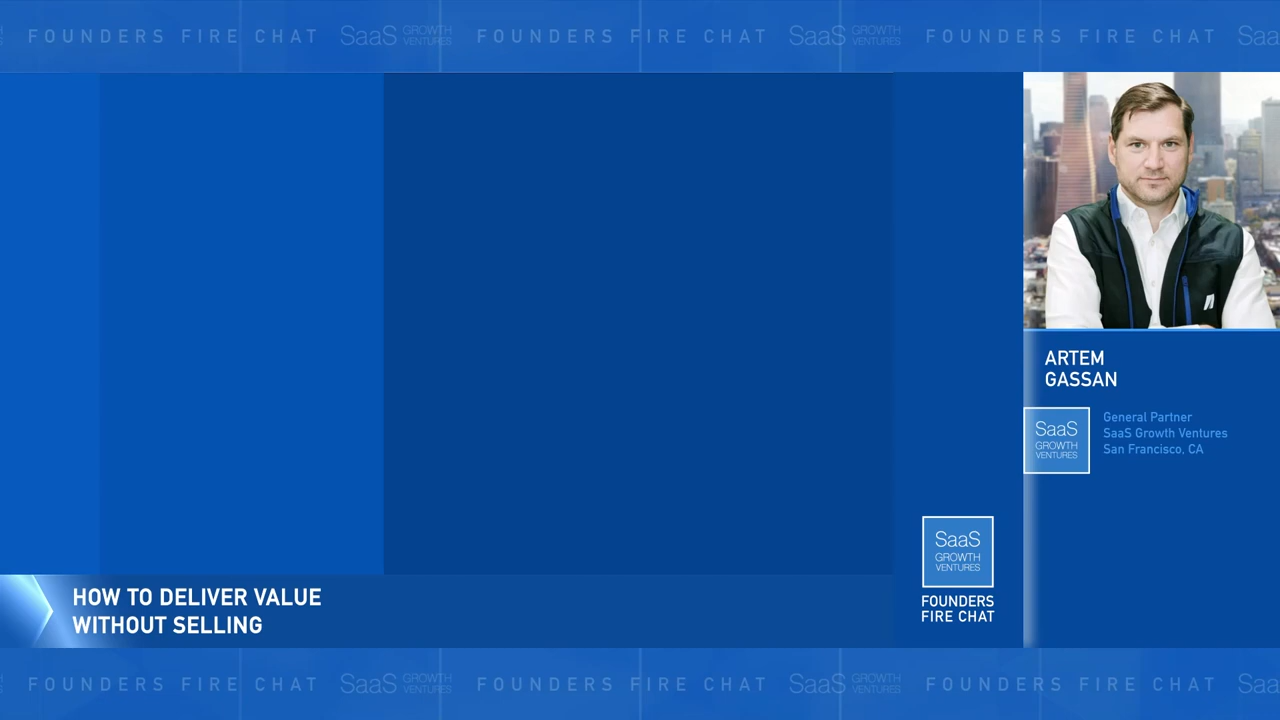 FOUNDERS FIRE CHAT SaaS GROWTH VENTURES FOUNDERS FIRE CHAT SaaS GROWTH VENTURES FOUNDERS FIRE CHAT SaaS
ARTEM
GASSAN
SaaS
GROWTH
VENTURES
General Partner
SaaS Growth Ventures
San Francisco, CA
SaaS
GROWTH
VENTURES
FOUNDERS
FIRE CHAT
HOW TO DELIVER VALUE
WITHOUT SELLING
FOUNDERS FIRE CHAT SaaS GROWTH VENTURES FOUNDERS FIRE CHAT SaaS GROWTH VENTURES FOUNDERS FIRE CHAT SaaS